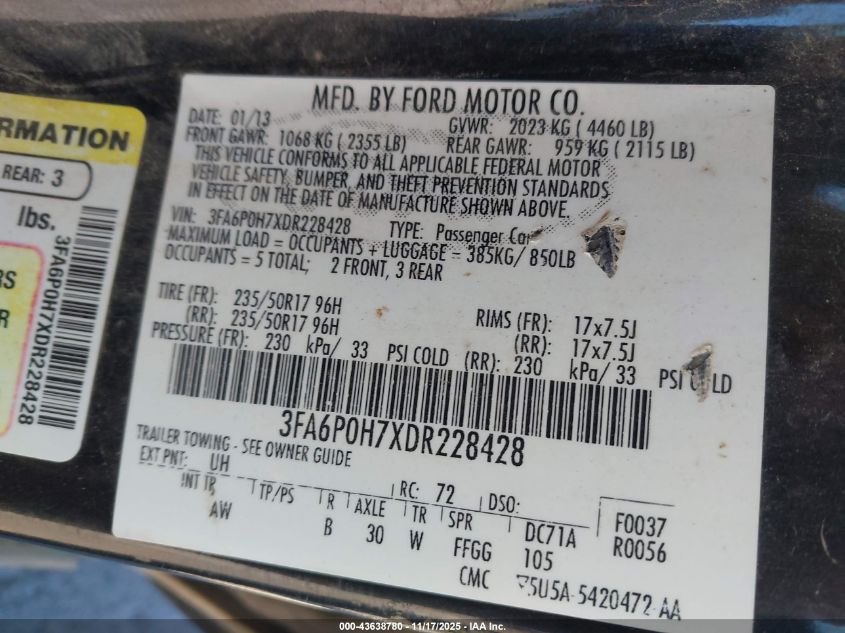 RMATION
REAR: 3
lbs.
RS
R
3FA6P0H7XDR228428
MFD. BY FORD MOTOR CO.
DATE: 01/13 GVWR: 2023 KG ( 4460 LB)
FRONT GAWR: 1068 KG ( 2355 LB) REAR GAWR: 959 KG ( 2115 LB)
THIS VEHICLE CONFORMS TO ALL APPLICABLE FEDERAL MOTOR
VEHICLE SAFETY, BUMPER, AND THEFT PREVENTION STANDARDS
IN EFFECT ON THE DATE OF MANUFACTURE SHOWN ABOVE.
VIN: 3FA6P0H7XDR228428 TYPE: Passenger Car
MAXIMUM LOAD = OCCUPANTS + LUGGAGE = 385KG/ 850LB
OCCUPANTS = 5 TOTAL; 2 FRONT, 3 REAR
TIRE (FR): 235/50R17 96H RIMS (FR): 17x7.5J
(RR): 235/50R17 96H (RR): 17x7.5J
PRESSURE (FR): 230 kPa/ 33 PSI COLD (RR): 230 kPa/ 33 PSI LD
3FA6P0H7XDR228428
TRAILER TOWING - SEE OWNER GUIDE
EXT PNT: UH RC: 72 DSO: F0037
INT TR TP/PS R AXLE TR SPR DC71A R0056
AW B 30 W FFGG 105
CMC 5U5A-5420472-AA
000-43638780 — 11/17/2025 — IAA Inc.